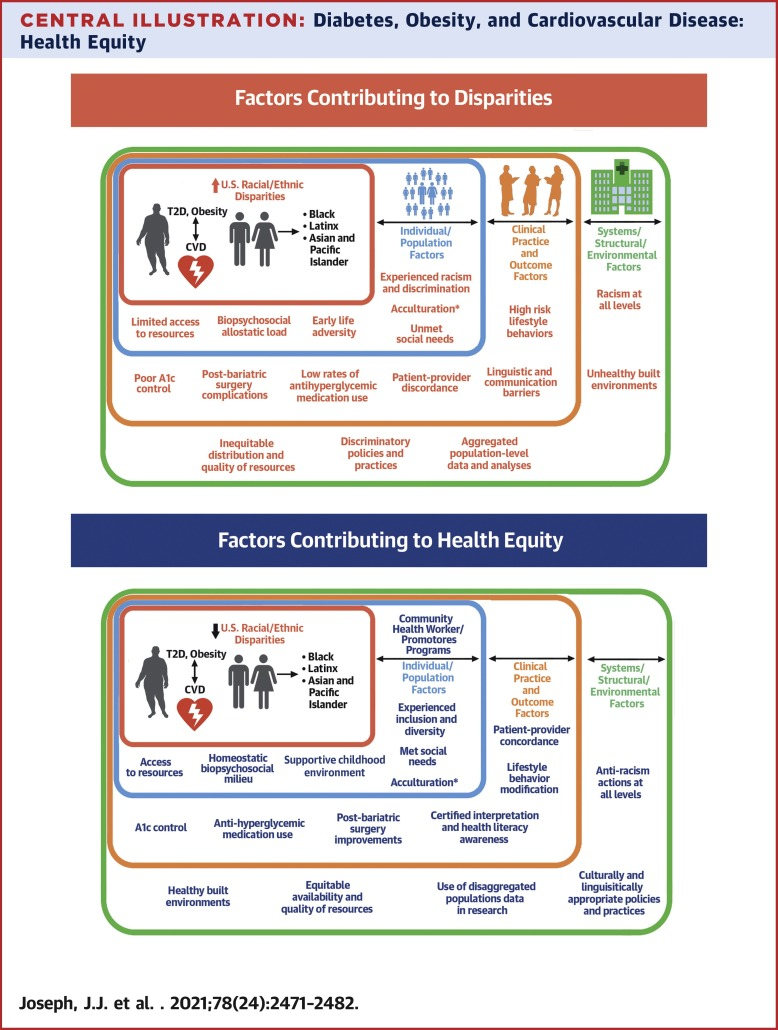 CENTRAL ILLUSTRATION: Diabetes, Obesity, and Cardiovascular Disease:
Health Equity
Factors Contributing to Disparities
U.S. Racial/Ethnic
Disparities
T2D, Obesity
CVD
• Black
• Latinx
• Asian and
Pacific
Islander
Individual/
Population
Factors
Experienced racism
and discrimination
Acculturation*
Unmet
social needs
Limited access
to resources
Biopsychosocial
allostatic load
Early life
adversity
Clinical
Practice
and
Outcome
Factors
High risk
lifestyle
behaviors
Linguistic and
communication
barriers
Poor A1c
control
Post-bariatric
surgery
complications
Low rates of
antihyperglycemic
medication use
Patient-provider
discordance
Systems/
Structural/
Environmental
Factors
Racism at
all levels
Unhealthy built
environments
Inequitable
distribution and
quality of resources
Discriminatory
policies and
practices
Aggregated
population-level
data and analyses
Factors Contributing to Health Equity
U.S. Racial/Ethnic
Disparities
T2D, Obesity
CVD
• Black
• Latinx
• Asian and
Pacific
Islander
Community
Health Worker/
Promotores
Programs
Individual/
Population
Factors
Experienced
inclusion and
diversity
Met social
needs
Acculturation*
Access
to resources
Homeostatic
biopsychosocial
milieu
Supportive childhood
environment
Clinical
Practice
and
Outcome
Factors
Patient-provider
concordance
Lifestyle
behavior
modification
A1c control
Anti-hyperglycemic
medication use
Post-bariatric
surgery
improvements
Certified interpretation
and health literacy
awareness
Systems/
Structural/
Environmental
Factors
Anti-racism
actions at
all levels
Healthy built
environments
Equitable
availability and
quality of resources
Use of disaggregated
populations data
in research
Culturally and
linguisitically
appropriate policies
and practices
Joseph, J.J. et al. . 2021;78(24):2471–2482.